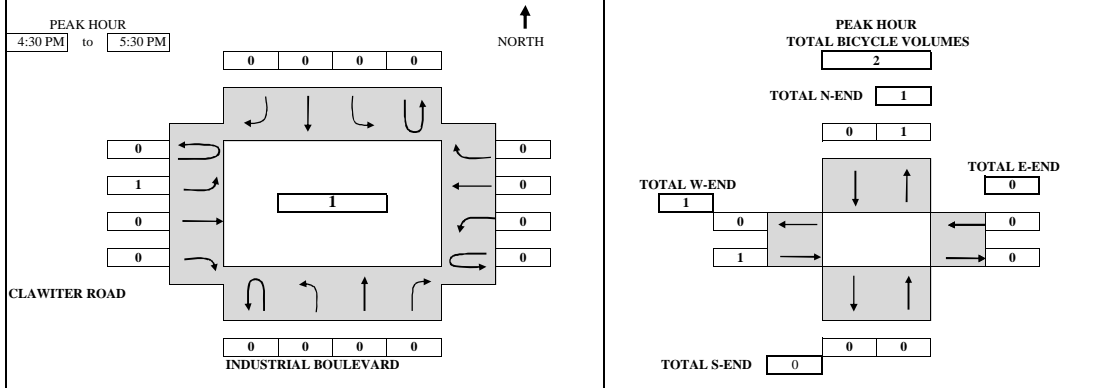 PEAK HOUR
4:30 PM to 5:30 PM
NORTH
0 0 0 0
0
1
0
0
1
0
0
0
0
CLAWITER ROAD
0 0 0 0
INDUSTRIAL BOULEVARD
PEAK HOUR
TOTAL BICYCLE VOLUMES
2
TOTAL N-END 1
0 1
TOTAL W-END
1
0
1
TOTAL E-END
0
0
0
0 0
TOTAL S-END 0